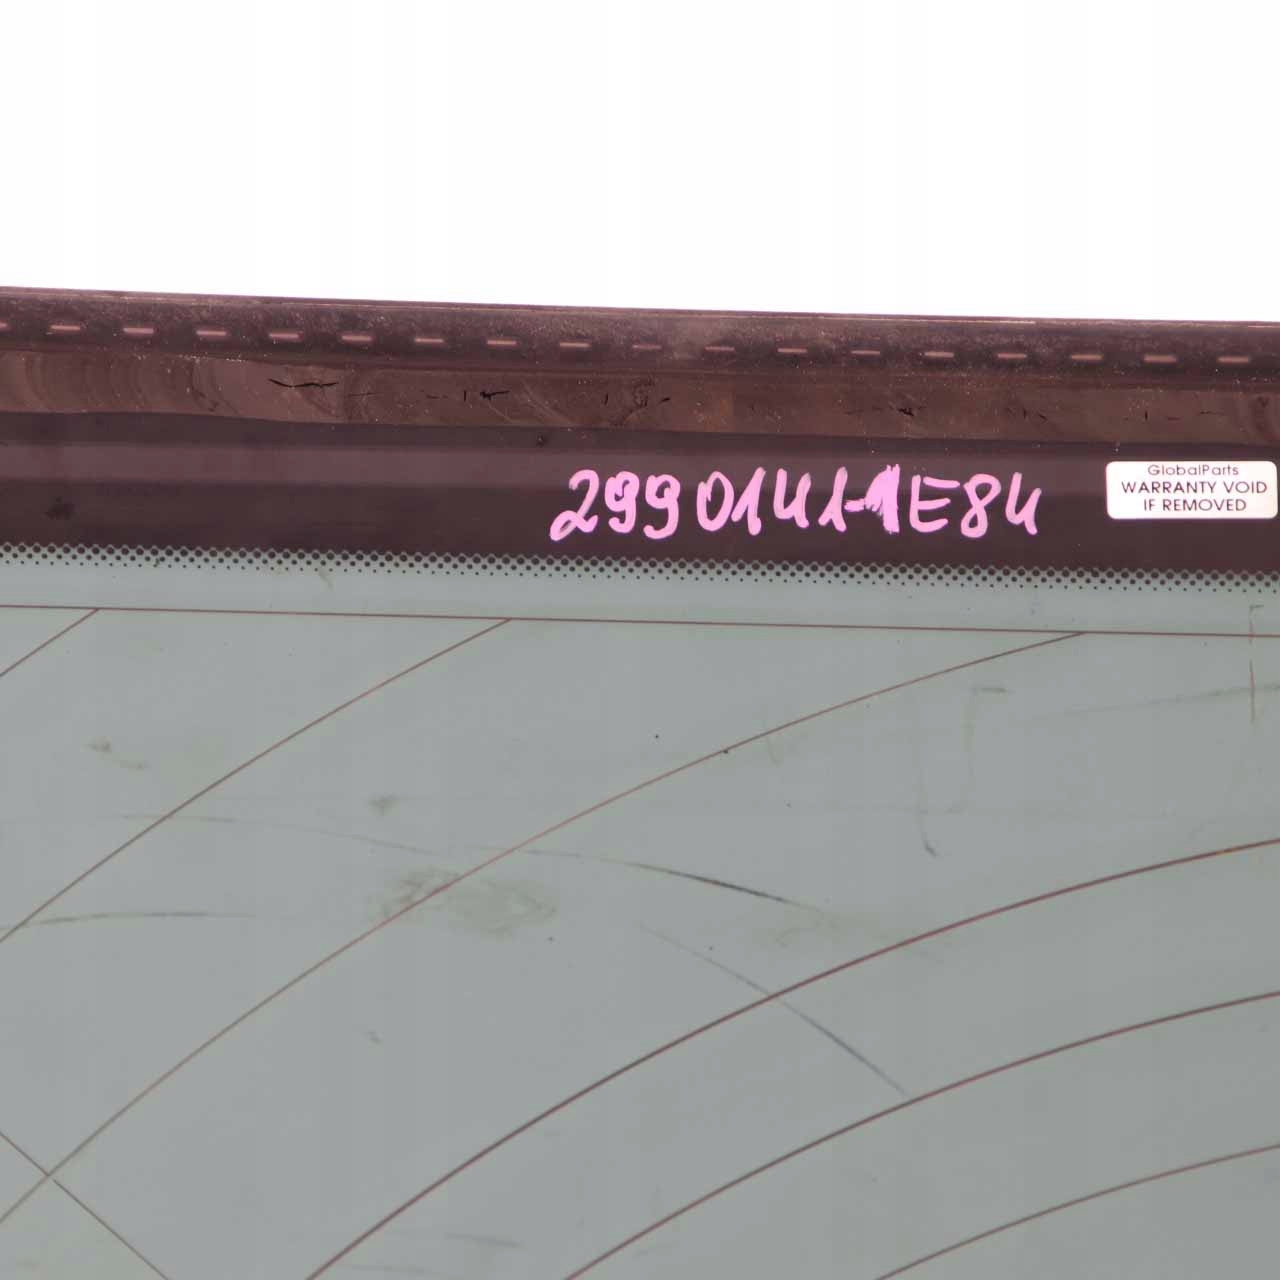 2990141-1E84
GlobalParts
WARRANTY VOID
IF REMOVED